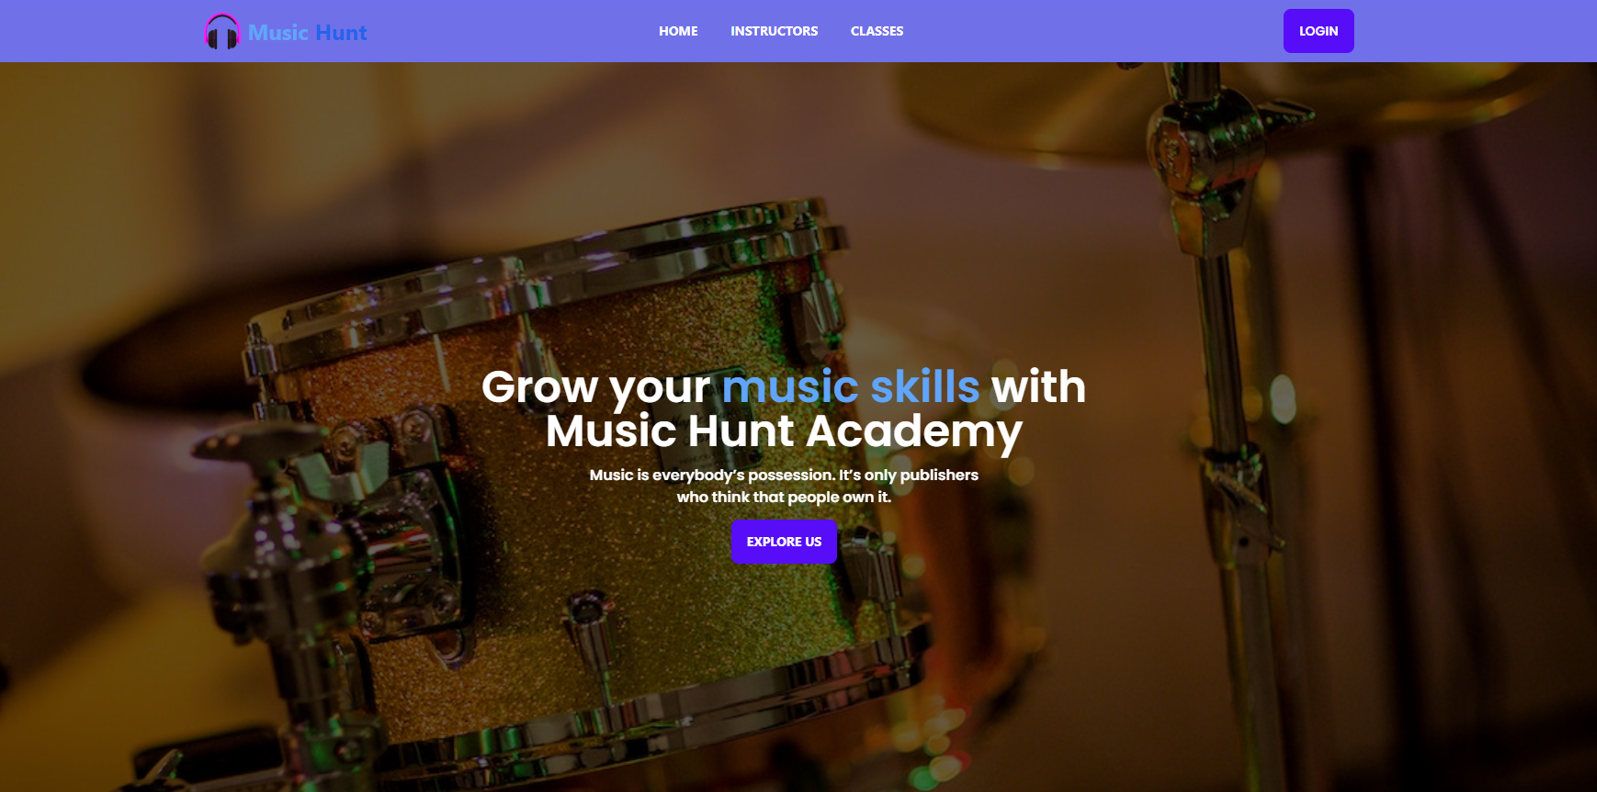 Music Hunt
HOME INSTRUCTORS CLASSES
LOGIN
Grow your music skills with
Music Hunt Academy
Music is everybody’s possession. It’s only publishers
who think that people own it.
EXPLORE US